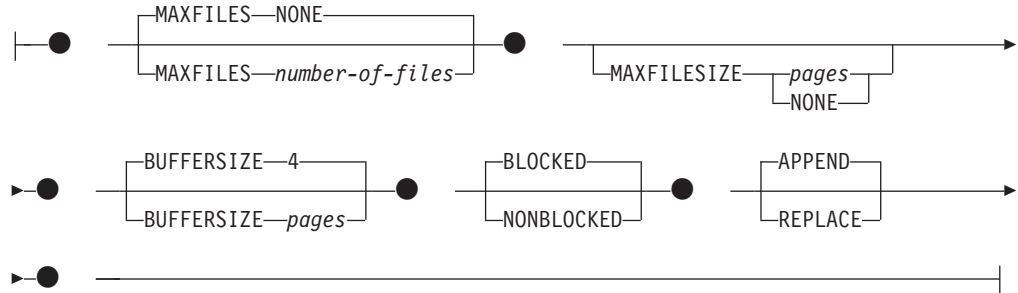 MAXFILES NONE
MAXFILES number-of-files
MAXFILESIZE pages
NONE
BUFFERSIZE 4 BLOCKED APPEND
BUFFERSIZE pages NONBLOCKED REPLACE